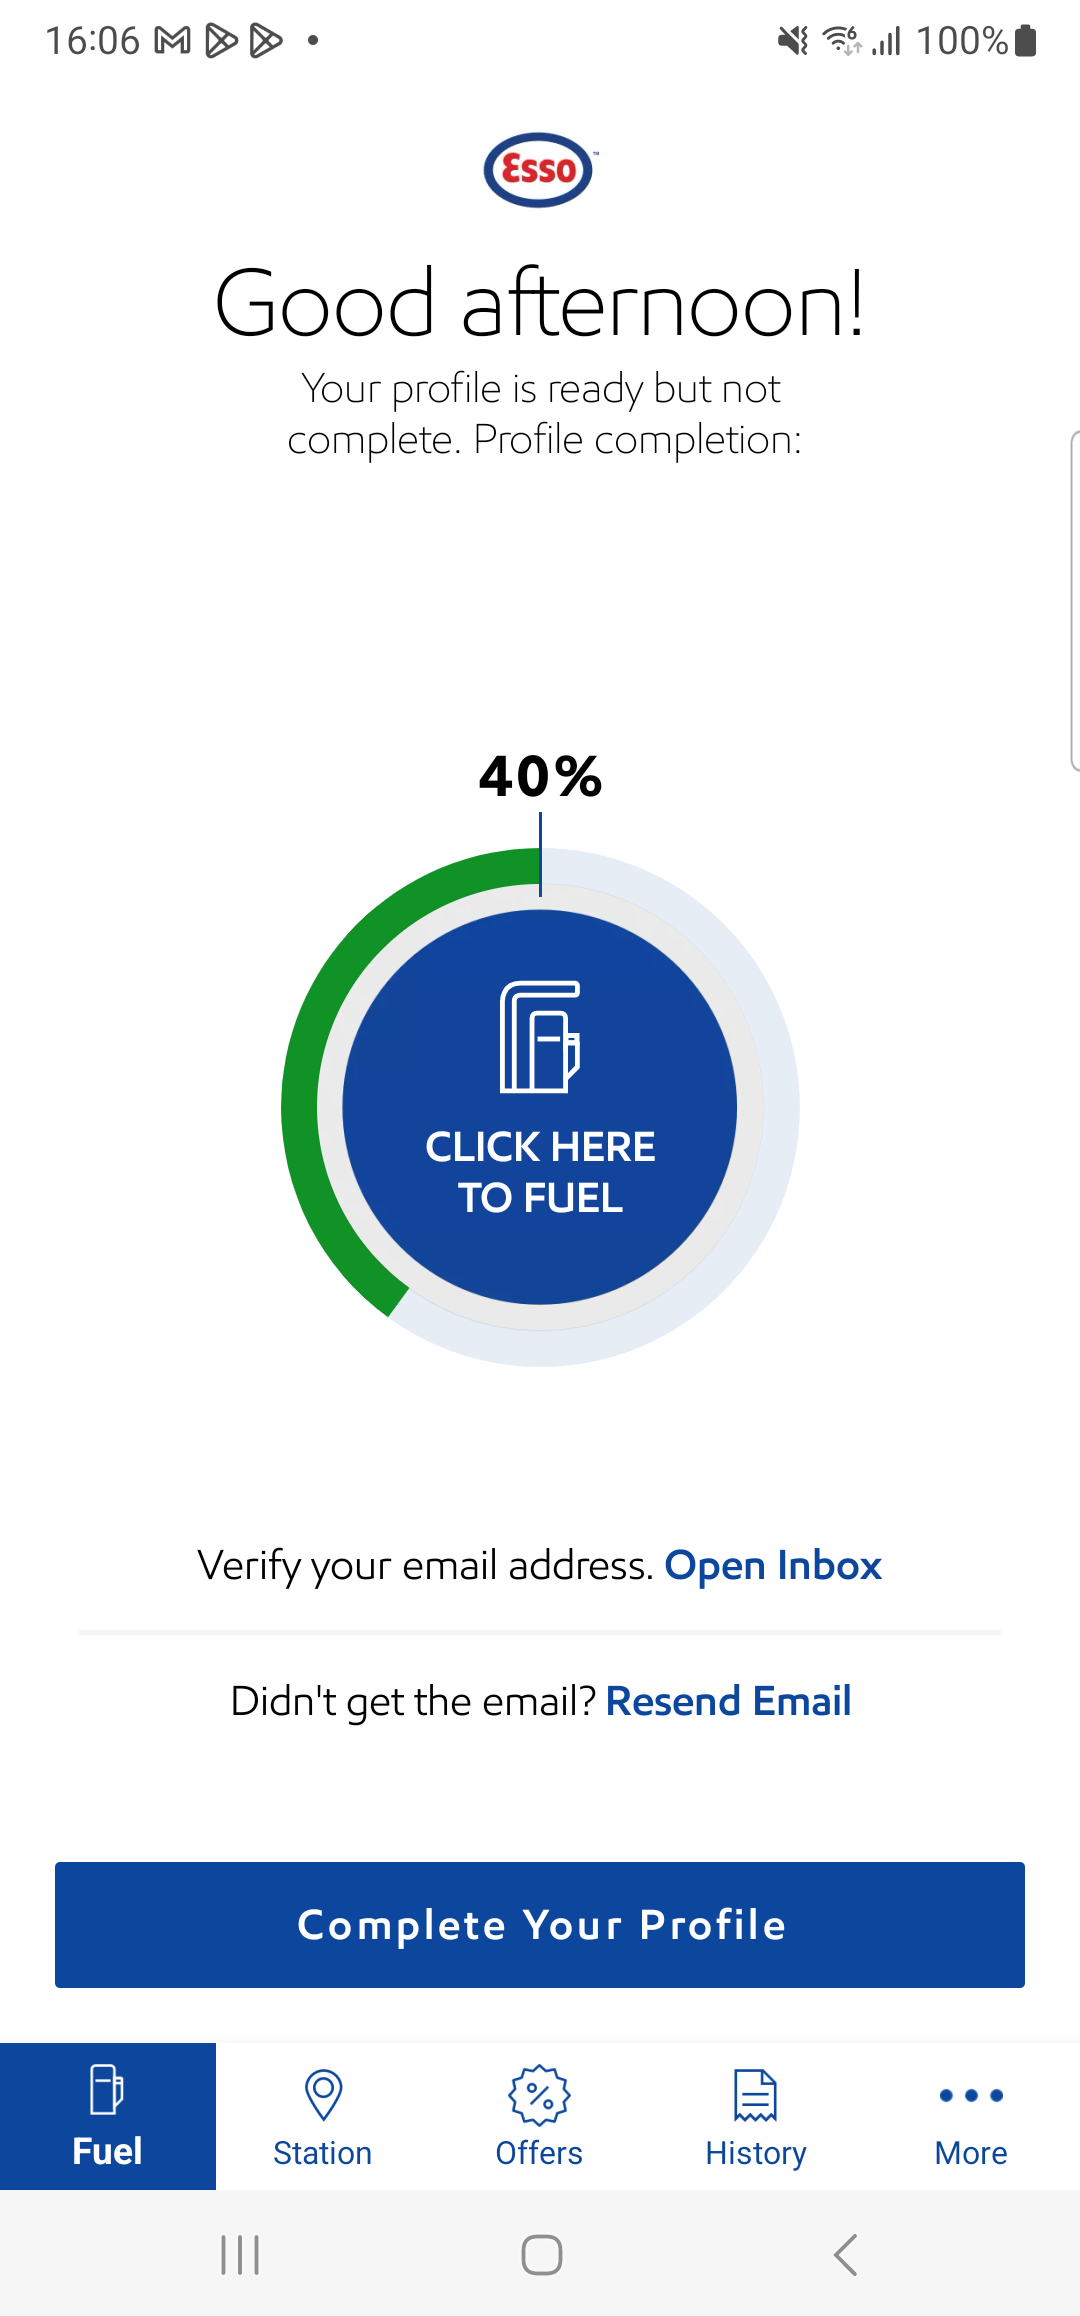 16:06
100%
Esso
Good afternoon!
Your profile is ready but not
complete. Profile completion:
40%
CLICK HERE
TO FUEL
Verify your email address. Open Inbox
Didn't get the email? Resend Email
Complete Your Profile
Fuel
Station
Offers
History
More